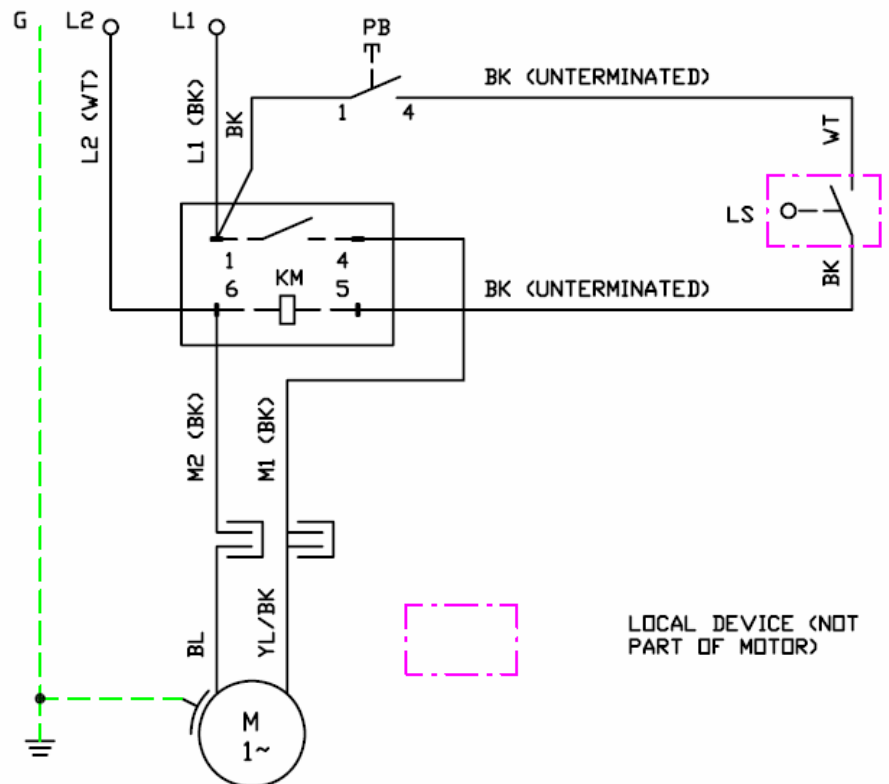 G
L2
L1
PB
BK (UNTERMINATED)
L2 (WT)
L1 (BK)
BK
1
4
WT
LS
1
4
6
KM
5
BK (UNTERMINATED)
BK
M2 (BK)
M1 (BK)
BL
YL/BK
LOCAL DEVICE (NOT
PART OF MOTOR)
M
1~